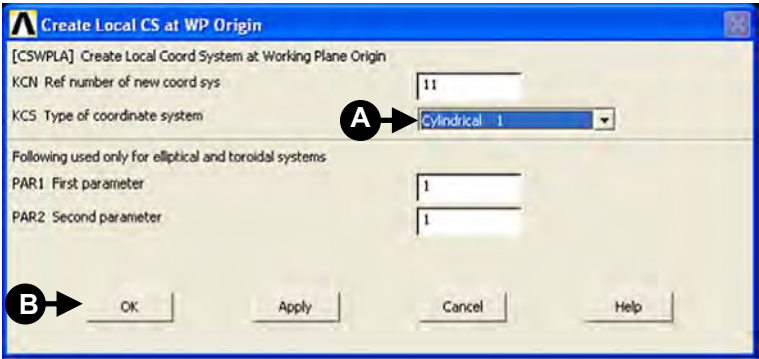 Create Local CS at WP Origin
[CSWPLA] Create Local Coord System at Working Plane Origin
KCN Ref number of new coord sys 11
KCS Type of coordinate system A Cylindrical 1
Following used only for elliptical and toroidal systems
PAR1 First parameter 1
PAR2 Second parameter 1
B OK Apply Cancel Help